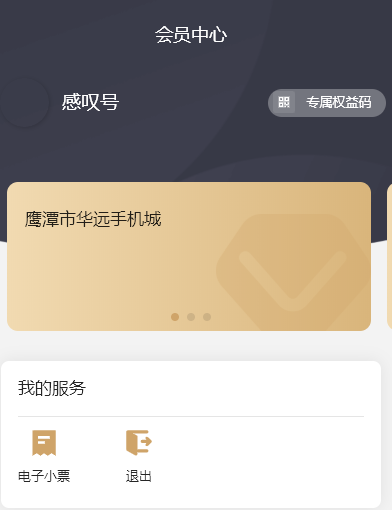 会员中心
感叹号
专属权益码
鹰潭市华远手机城
我的服务
电子小票
退出